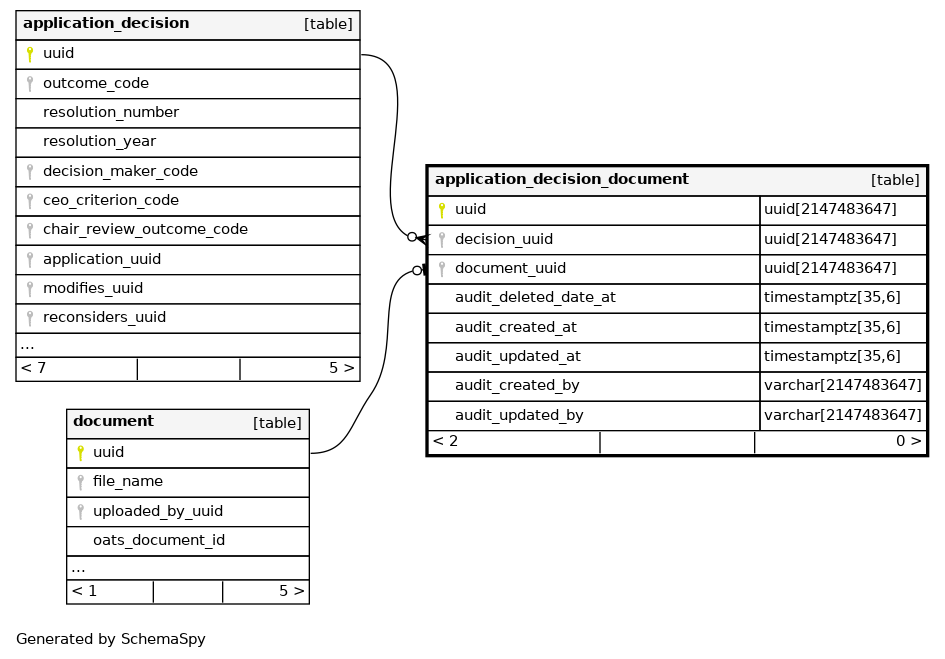 application_decision [table]
uuid
outcome_code
resolution_number
resolution_year
decision_maker_code
ceo_criterion_code
chair_review_outcome_code
application_uuid
modifies_uuid
reconsiders_uuid
...
< 7 5 >
application_decision_document [table]
uuid uuid[2147483647]
decision_uuid uuid[2147483647]
document_uuid uuid[2147483647]
audit_deleted_date_at timestamptz[35,6]
audit_created_at timestamptz[35,6]
audit_updated_at timestamptz[35,6]
audit_created_by varchar[2147483647]
audit_updated_by varchar[2147483647]
< 2 0 >
document [table]
uuid
file_name
uploaded_by_uuid
oats_document_id
...
< 1 5 >
Generated by SchemaSpy